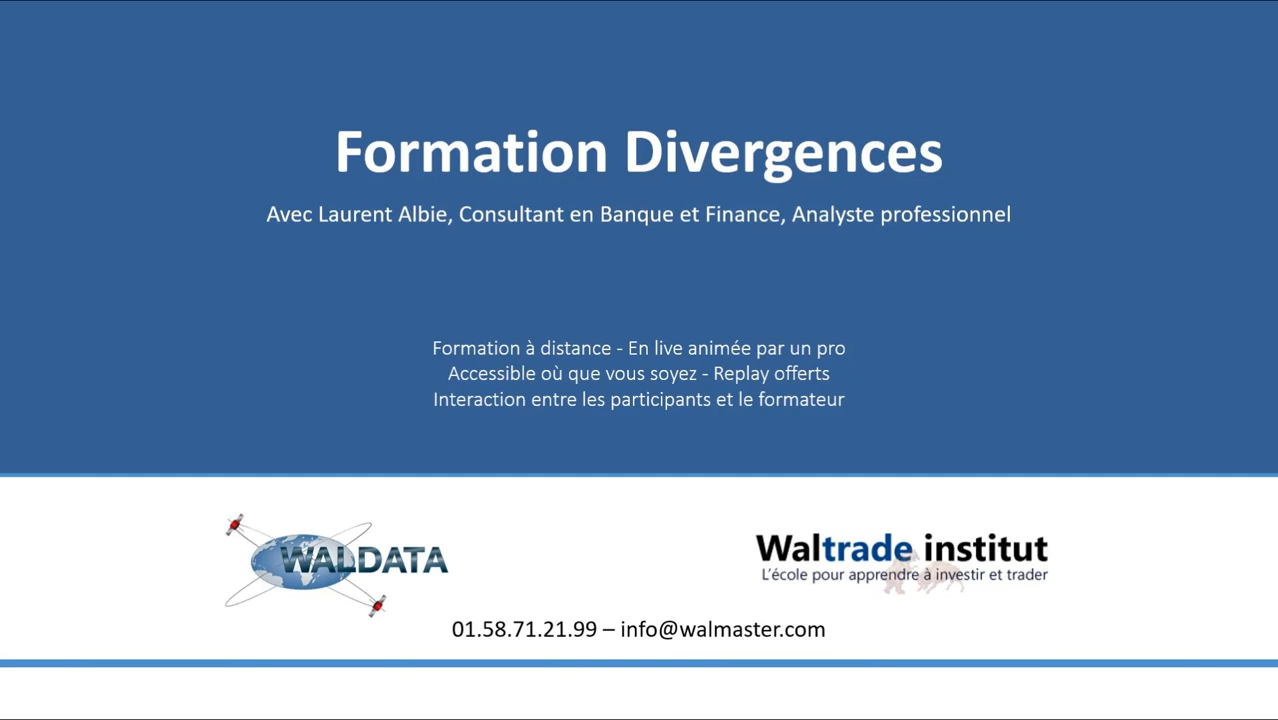 Formation Divergences
Avec Laurent Albie, Consultant en Banque et Finance, Analyste professionnel
Formation à distance - En live animée par un pro
Accessible où que vous soyez - Replay offerts
Interaction entre les participants et le formateur
WALDATA
Waltrade institut
L'école pour apprendre à investir et trader
01.58.71.21.99 – info@walmaster.com